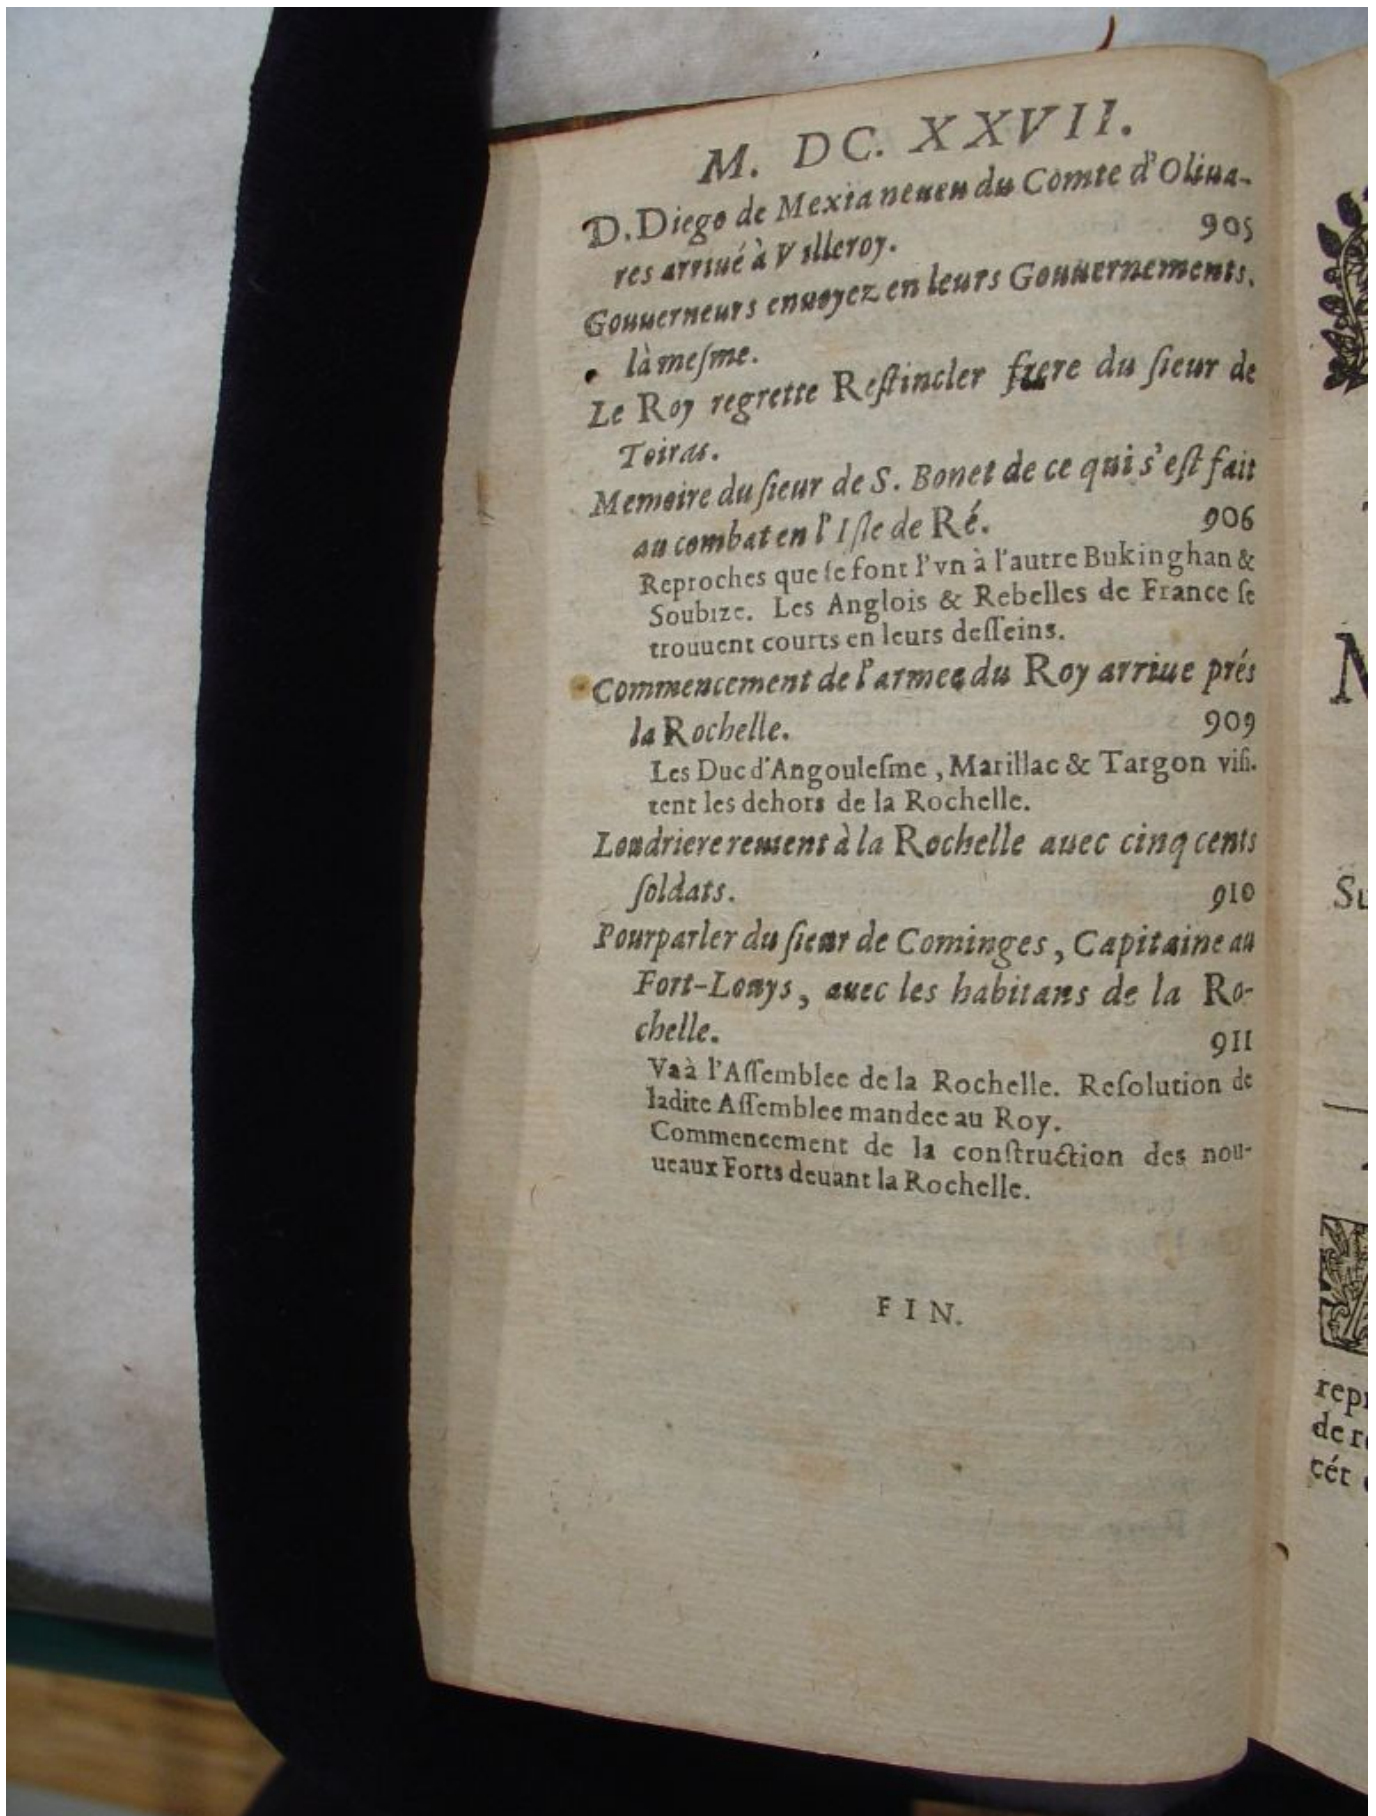 M. DC. XXVII.
D. Diego de Mexia neueu du Comte d'Oliua-
res arriué à Villeroy. 905
Gouuerneurs enuoyez en leurs Gouuernements.
là mesme.
Le Roy regrette Restincler frere du sieur de
Toiras.
Memoire du sieur de S. Bonet de ce qui s'est fait
au combat en l'Isle de Ré. 906
Reproches que se font l'vn à l'autre Bukinghan &
Soubize. Les Anglois & Rebelles de France se
trouuent courts en leurs desseins.
Commencement de l'armee du Roy arriue prés
la Rochelle. 909
Les Duc d'Angoulesme, Marillac & Targon visi-
tent les dehors de la Rochelle.
Loudriere reuient à la Rochelle auec cinq cents
soldats. 910
Pourparler du sieur de Cominges, Capitaine au
Fort-Louys, auec les habitans de la Ro-
chelle. 911
Va à l'Assemblee de la Rochelle. Resolution de
ladite Assemblee mandee au Roy.
Commencement de la construction des nou-
ueaux Forts deuant la Rochelle.
FIN.
N
Su
repr
de r
cét